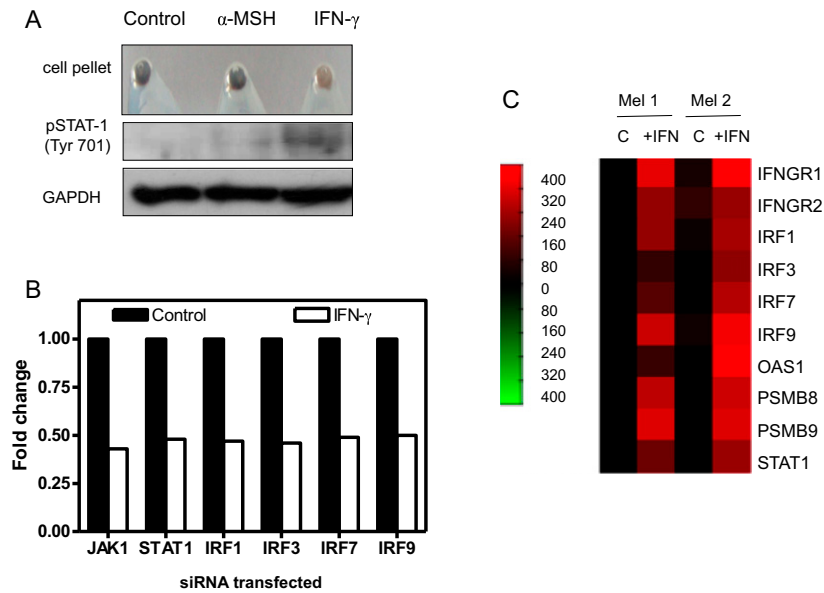 A
Control α-MSH IFN-γ
cell pellet
pSTAT-1
(Tyr 701)
GAPDH
B
Control IFN-γ
Fold change
1.00
0.75
0.50
0.25
0.00
JAK1 STAT1 IRF1 IRF3 IRF7 IRF9
siRNA transfected
C
Mel 1 Mel 2
C +IFN C +IFN
400
320
240
160
80
0
80
160
240
320
400
IFNGR1
IFNGR2
IRF1
IRF3
IRF7
IRF9
OAS1
PSMB8
PSMB9
STAT1